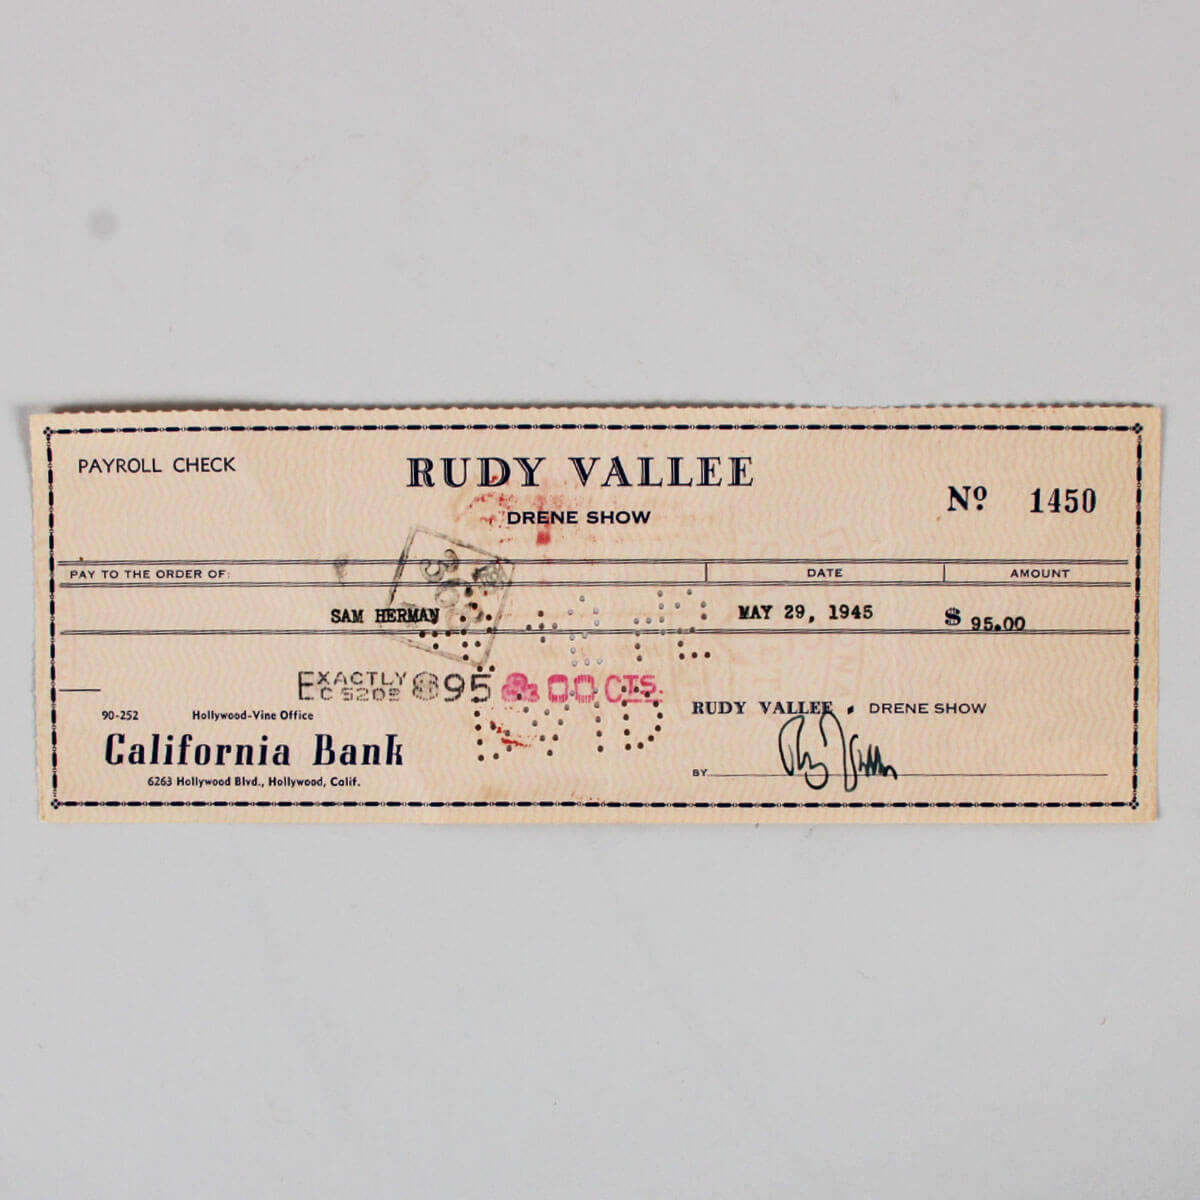 PAYROLL CHECK
RUDY VALLEE
DRENE SHOW
Nº 1450
PAY TO THE ORDER OF: DATE AMOUNT
SAM HERMAN MAY 29, 1945 $ 95.00
EXACTLY 95 00 CTS.
PAID
RUDY VALLEE • DRENE SHOW
90-252 Hollywood-Vine Office
California Bank
6263 Hollywood Blvd., Hollywood, Calif.
BY